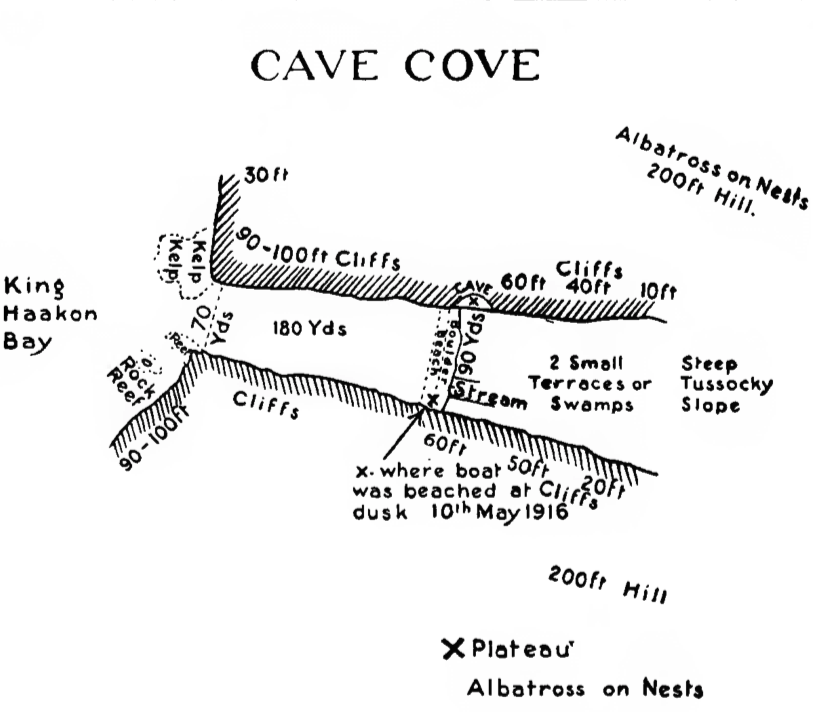 CAVE COVE
Albatross on Nests
200ft Hill.
30ft
90-100ft Cliffs
Kelp
Kelp
King
Haakon
Bay
70
Yds
180 Yds
CAVE
x
60ft
Cliffs
40ft
10ft
Boulder
Beach
90 Yds
Reef
Rock
Reef
90-100ft
Cliffs
x
Stream
2 Small
Terraces or
Swamps
Steep
Tussocky
Slope
60ft
50ft
20ft
Cliffs
x. where boat
was beached at
dusk 10th May 1916
200ft Hill
X Plateau
Albatross on Nests